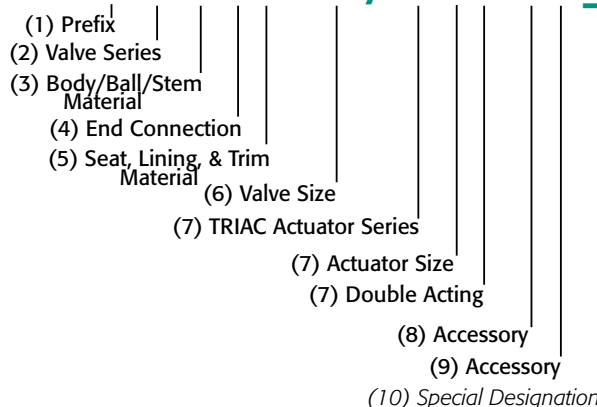 (1) Prefix
(2) Valve Series
(3) Body/Ball/Stem
Material
(4) End Connection
(5) Seat, Lining, & Trim
Material
(6) Valve Size
(7) TRIAC Actuator Series
(7) Actuator Size
(7) Double Acting
(8) Accessory
(9) Accessory
(10) Special Designation